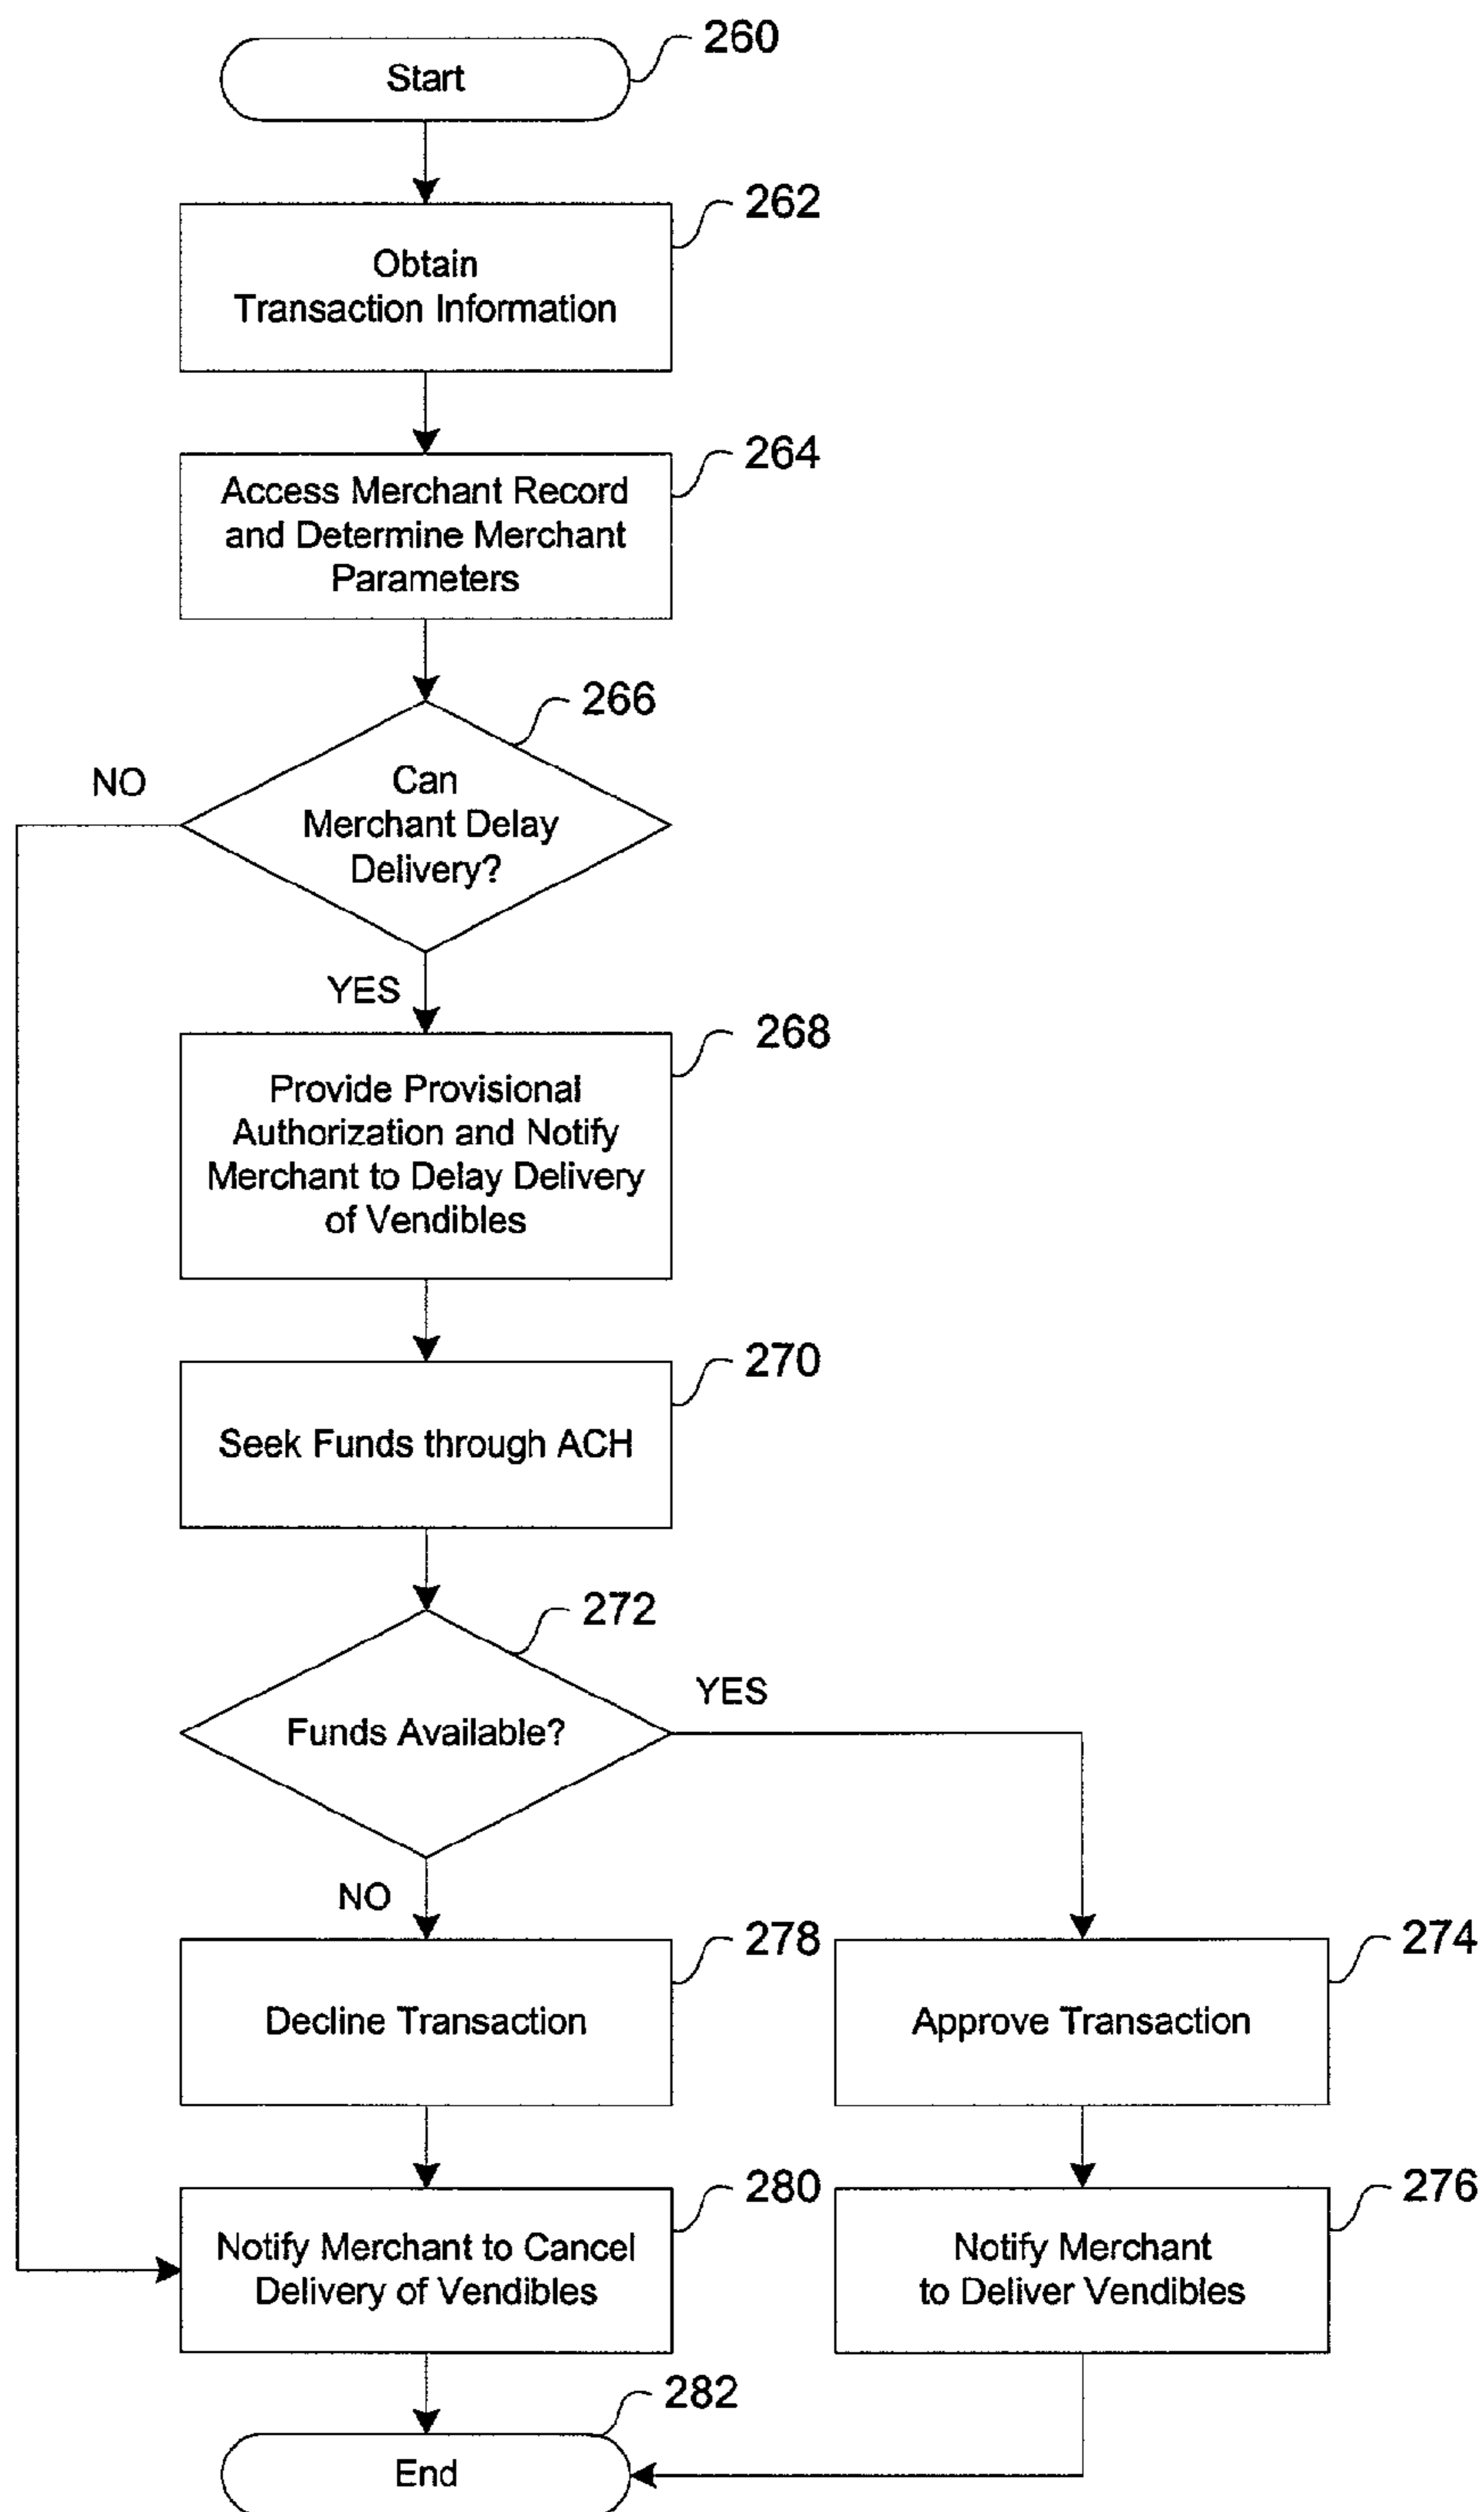 260
Start
262
Obtain
Transaction Information
264
Access Merchant Record
and Determine Merchant
Parameters
266
NO
Can
Merchant Delay
Delivery?
YES
268
Provide Provisional
Authorization and Notify
Merchant to Delay Delivery
of Vendibles
270
Seek Funds through ACH
272
YES
Funds Available?
NO
278
274
Decline Transaction
Approve Transaction
280
276
Notify Merchant to Cancel
Delivery of Vendibles
Notify Merchant
to Deliver Vendibles
282
End